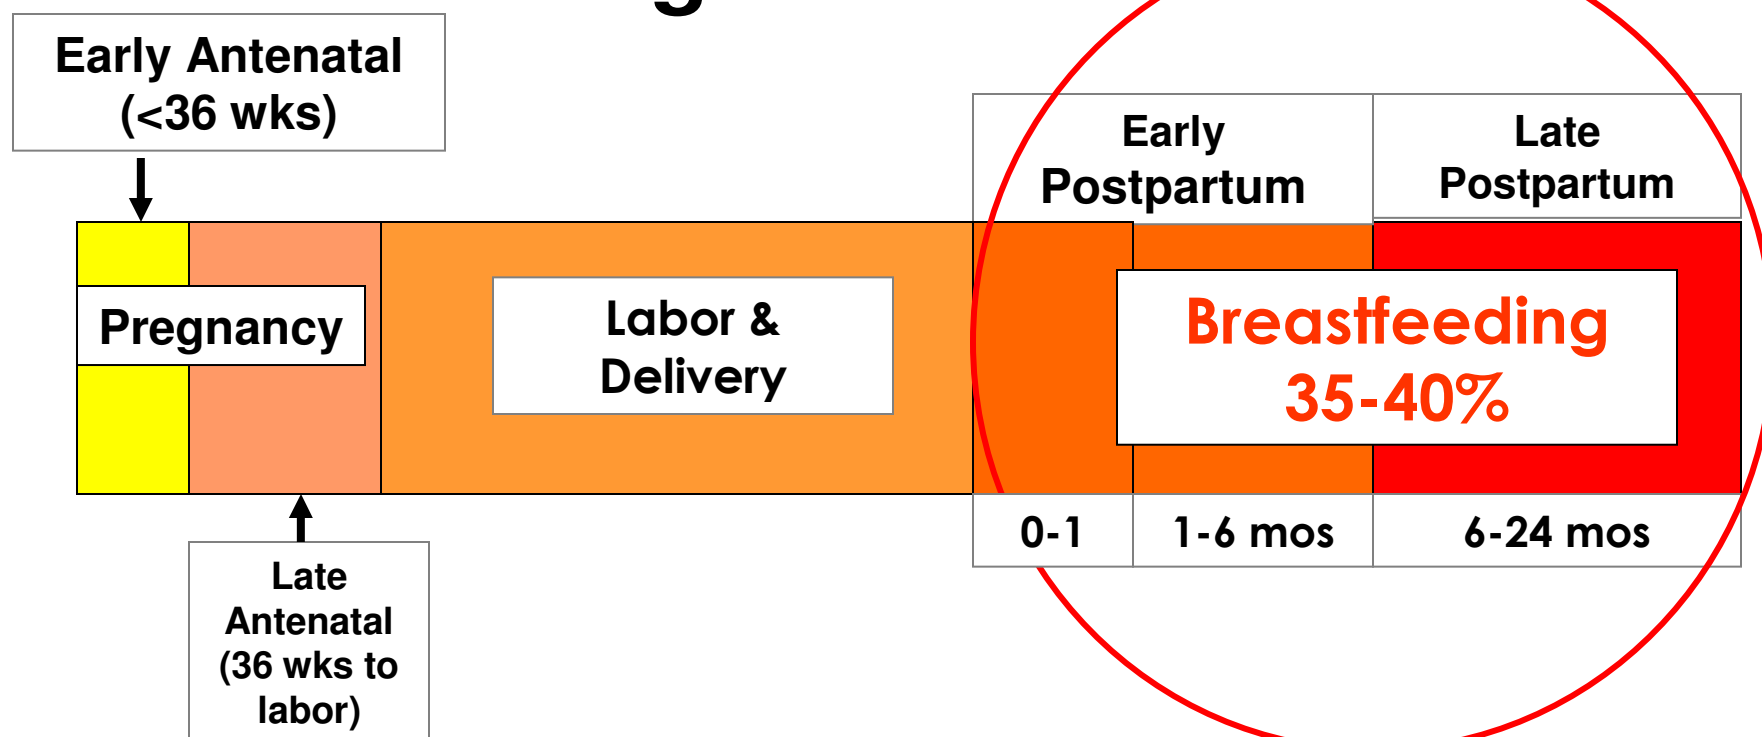 Early Antenatal
(<36 wks)
Early
Postpartum
Late
Postpartum
Pregnancy
Labor &
Delivery
Breastfeeding
35-40%
0-1
1-6 mos
6-24 mos
Late
Antenatal
(36 wks to
labor)